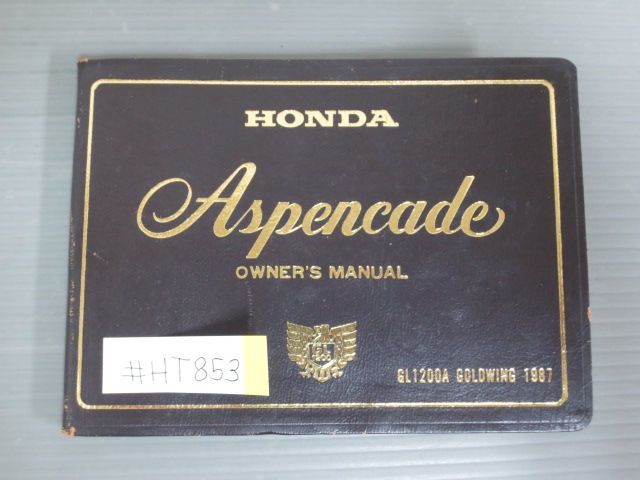 HONDA
Aspencade
OWNER'S MANUAL
#HT853
GL1200A GOLDWING 1987